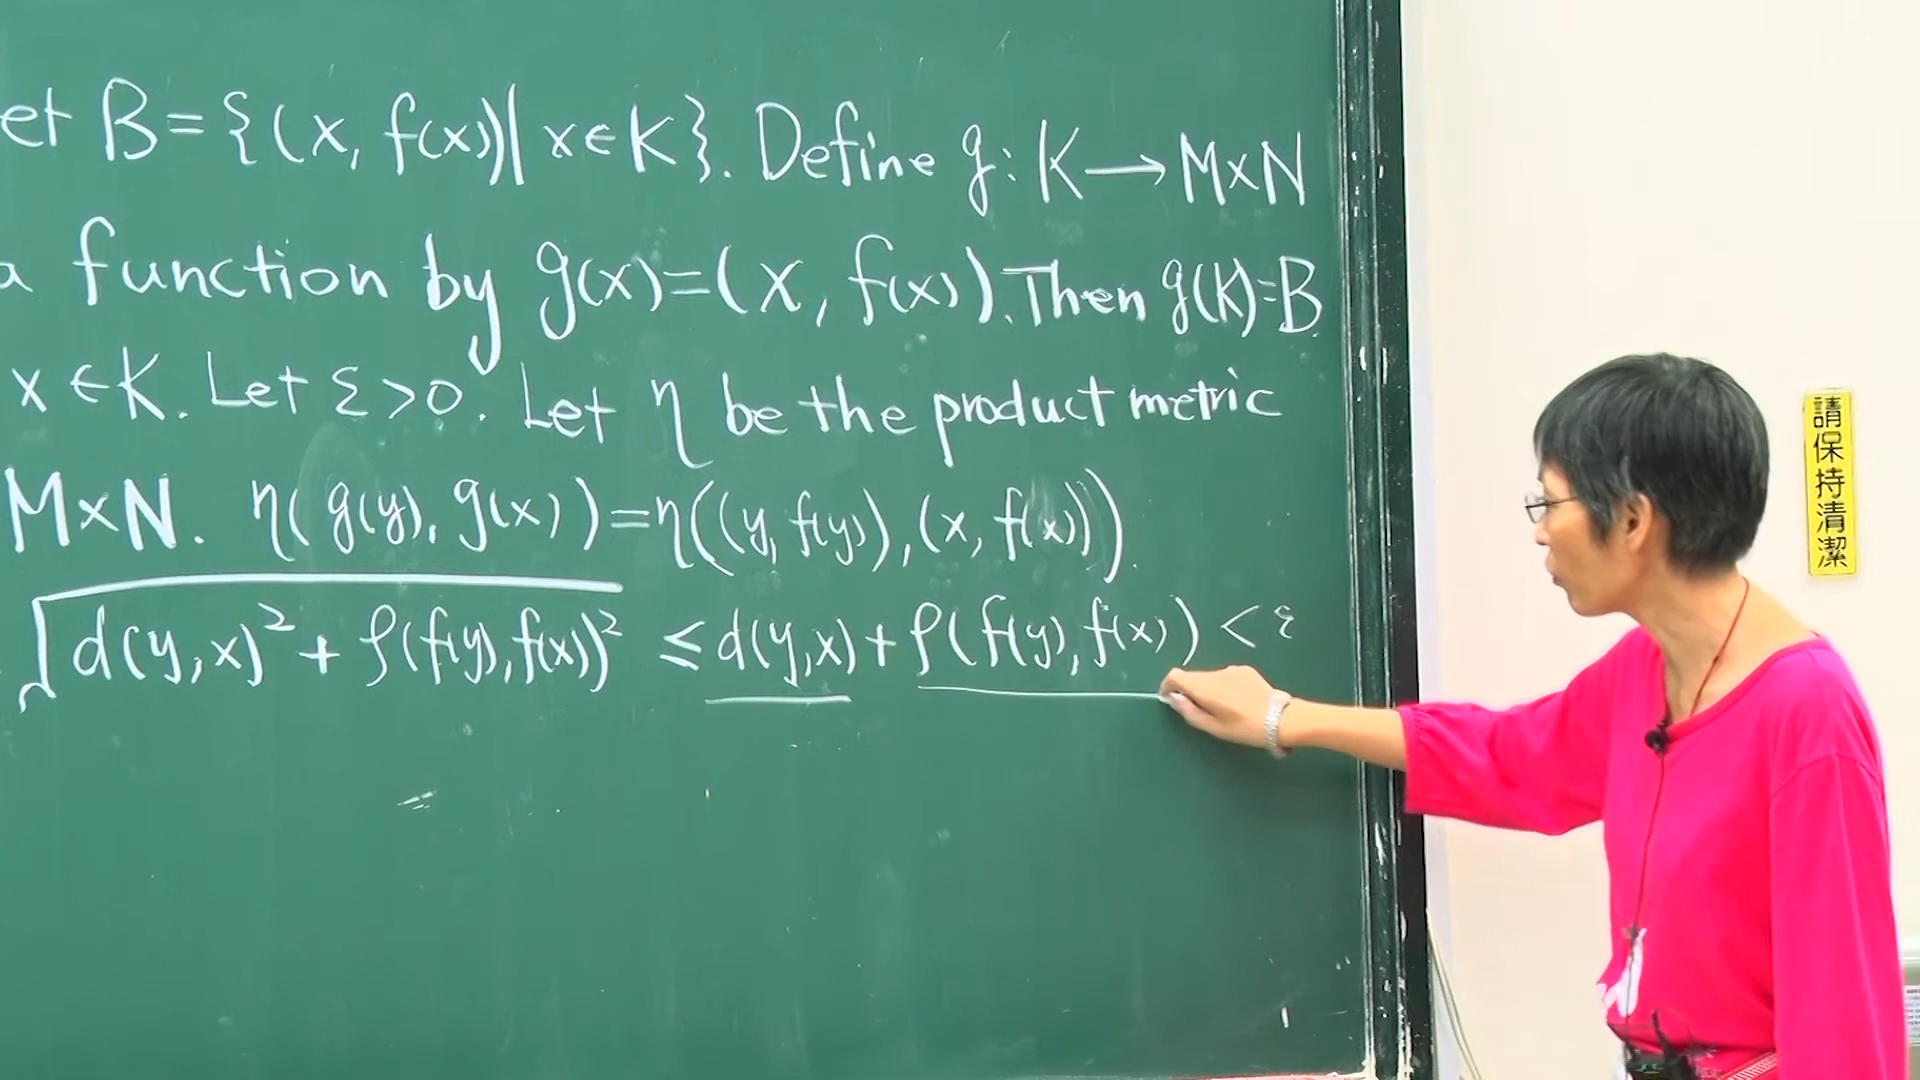 et B = {(x, f(x)) | x ∈ K}. Define g: K → M×N
a function by g(x) = (x, f(x)). Then g(K) = B.
x ∈ K. Let ε > 0. Let η be the product metric
M×N. η(g(y), g(x)) = η((y, f(y)), (x, f(x))).
√(d(y,x)² + ρ(f(y), f(x))²) ≤ d(y,x) + ρ(f(y), f(x)) < ε
請保持清潔